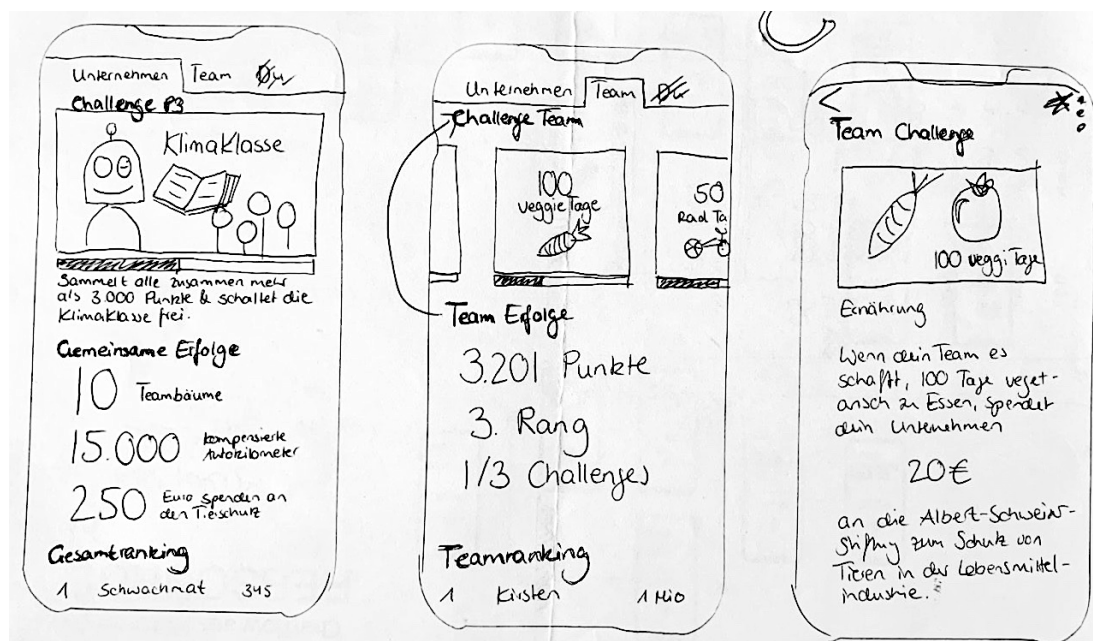 Unternehmen Team Du
Challenge P3
KlimaKlasse
Sammelt alle zusammen mehr
als 3.000 Punkte & schaltet die
KlimaKlasse frei.
Gemeinsame Erfolge
10 Teambäume
15.000 kompensierte
Autokilometer
250 Euro spenden an
den Tierschutz
Gesamtranking
1 Schwachmat 345
Unternehmen Team Du
Challenge Team
100
veggie Tage
50
Rad Ta
Team Erfolge
3.201 Punkte
3. Rang
1/3 Challenges
Teamranking
1 Kirsten 1 Mio
Team Challenge
100 veggi Tage
Ernährung
Wenn dein Team es
schafft, 100 Tage veget-
arisch zu Essen, spendet
dein Unternehmen
20€
an die Albert-Schweizr-
Stiftung zum Schutz von
Tieren in der Lebensmittel-
industrie.